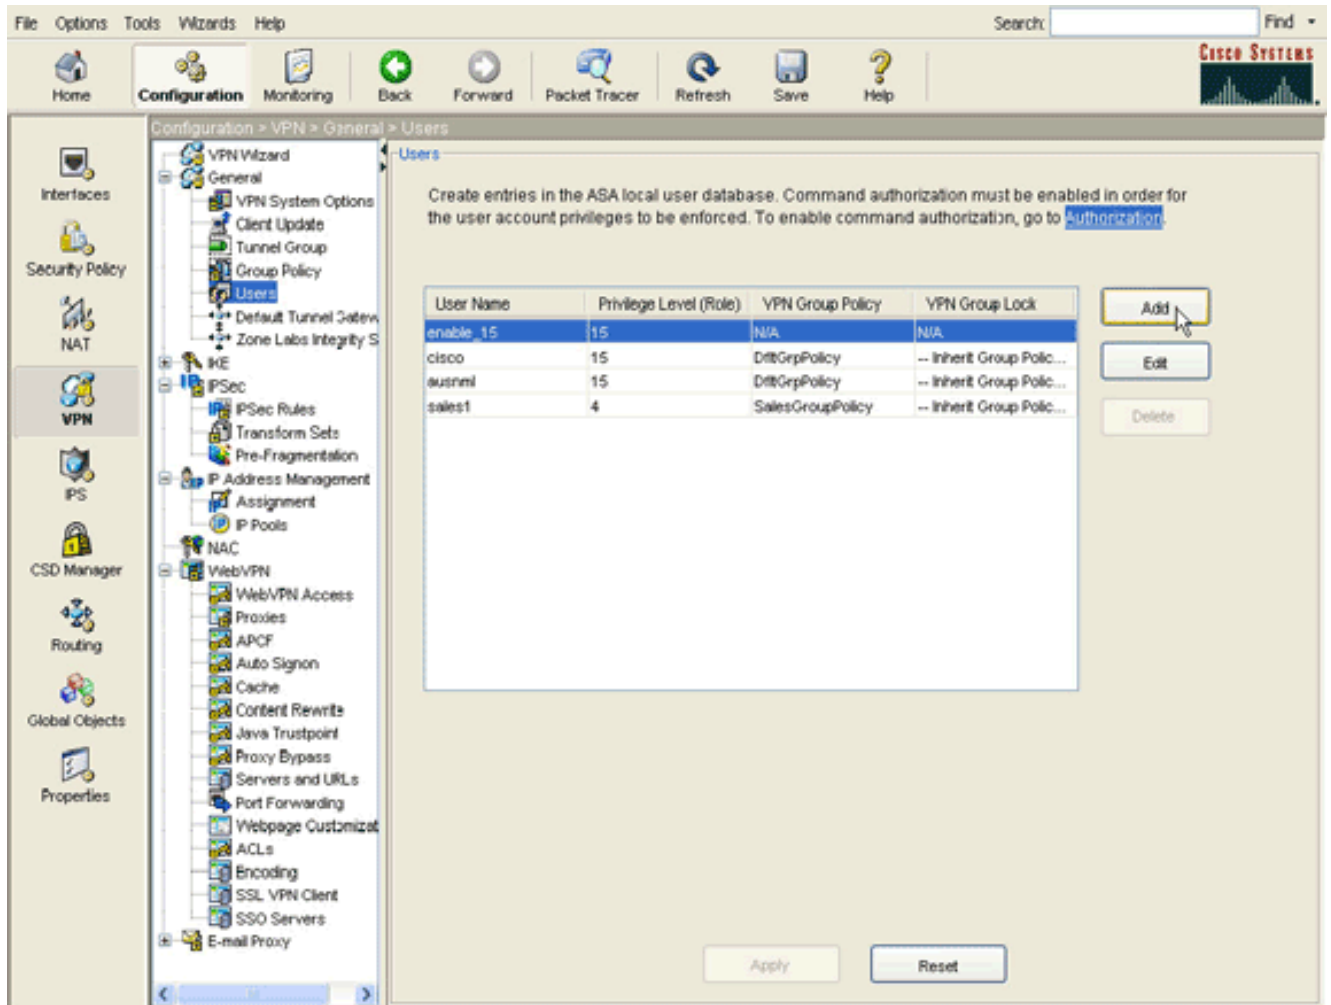 File Options Tools Wizards Help Search: Find
Home Configuration Monitoring Back Forward Packet Tracer Refresh Save Help
CISCO SYSTEMS
Configuration > VPN > General > Users
Interfaces
Security Policy
NAT
VPN
IPS
CSD Manager
Routing
Global Objects
Properties
VPN Wizard
General
VPN System Options
Client Update
Tunnel Group
Group Policy
Users
Default Tunnel Gatew
Zone Labs Integrity S
IKE
IPSec
IPSec Rules
Transform Sets
Pre-Fragmentation
IP Address Management
Assignment
IP Pools
NAC
WebVPN
WebVPN Access
Proxies
APCF
Auto Signon
Cache
Content Rewrite
Java Trustpoint
Proxy Bypass
Servers and URLs
Port Forwarding
Webpage Customizat
ACLs
Encoding
SSL VPN Client
SSO Servers
E-mail Proxy
Users
Create entries in the ASA local user database. Command authorization must be enabled in order for
the user account privileges to be enforced. To enable command authorization, go to Authorization.
User Name Privilege Level (Role) VPN Group Policy VPN Group Lock
enable_15 15 N/A N/A
cisco 15 DfltGrpPolicy -- Inherit Group Polic...
ausnml 15 DfltGrpPolicy -- Inherit Group Polic...
sales1 4 SalesGroupPolicy -- Inherit Group Polic...
Add
Edit
Delete
Apply Reset